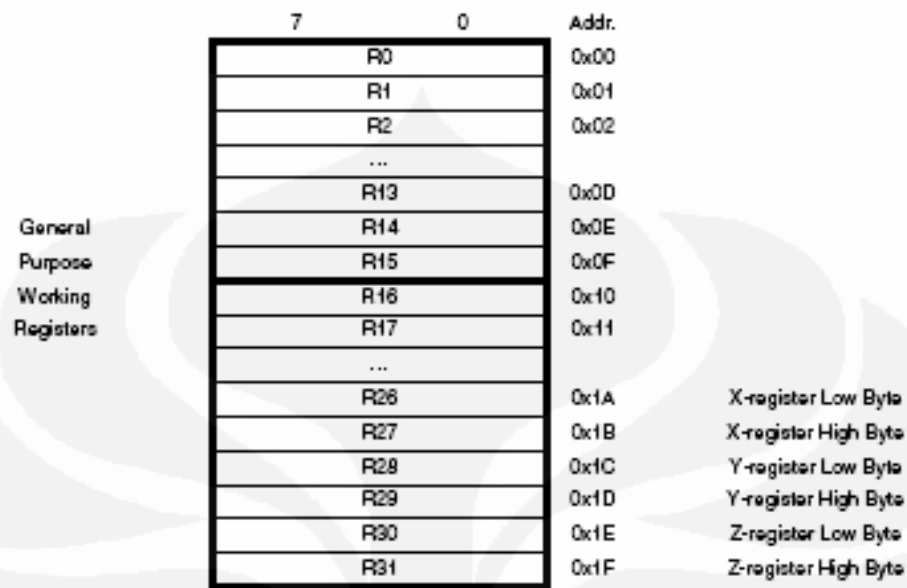 7 0 Addr.
R0 0x00
R1 0x01
R2 0x02
...
R13 0x0D
General R14 0x0E
Purpose R15 0x0F
Working R16 0x10
Registers R17 0x11
...
R26 0x1A X-register Low Byte
R27 0x1B X-register High Byte
R28 0x1C Y-register Low Byte
R29 0x1D Y-register High Byte
R30 0x1E Z-register Low Byte
R31 0x1F Z-register High Byte